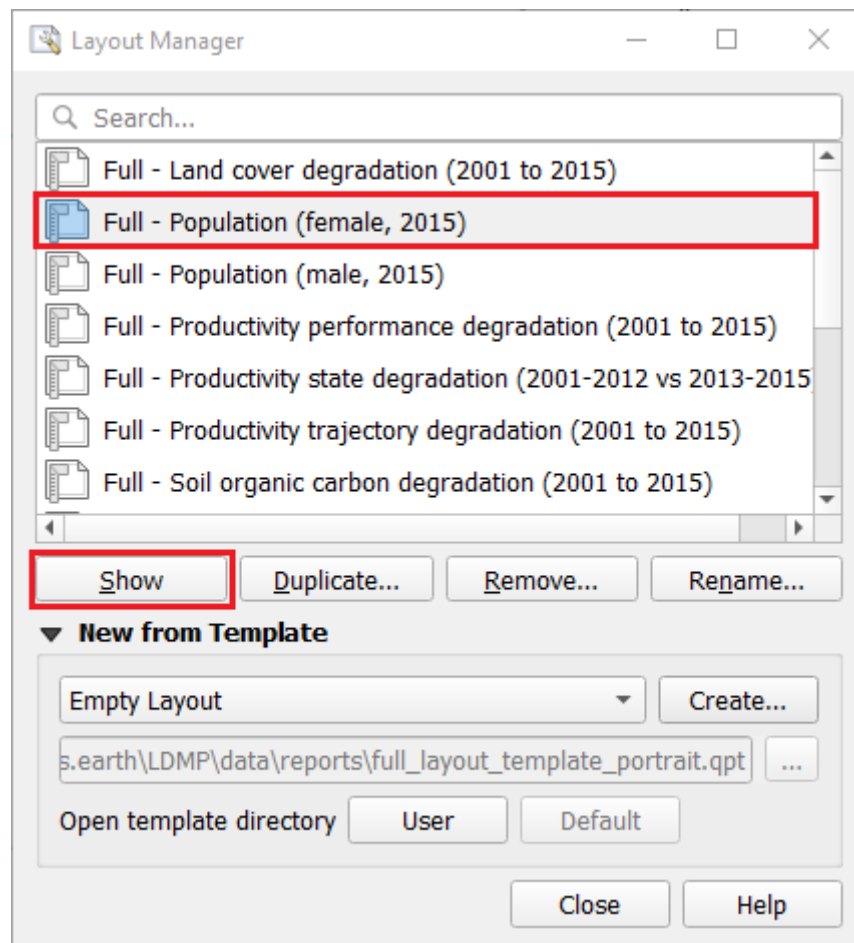 Layout Manager
Search...
Full - Land cover degradation (2001 to 2015)
Full - Population (female, 2015)
Full - Population (male, 2015)
Full - Productivity performance degradation (2001 to 2015)
Full - Productivity state degradation (2001-2012 vs 2013-2015
Full - Productivity trajectory degradation (2001 to 2015)
Full - Soil organic carbon degradation (2001 to 2015)
Show Duplicate... Remove... Rename...
New from Template
Empty Layout Create...
s.earth\LDMP\data\reports\full_layout_template_portrait.qpt ...
Open template directory User Default
Close Help